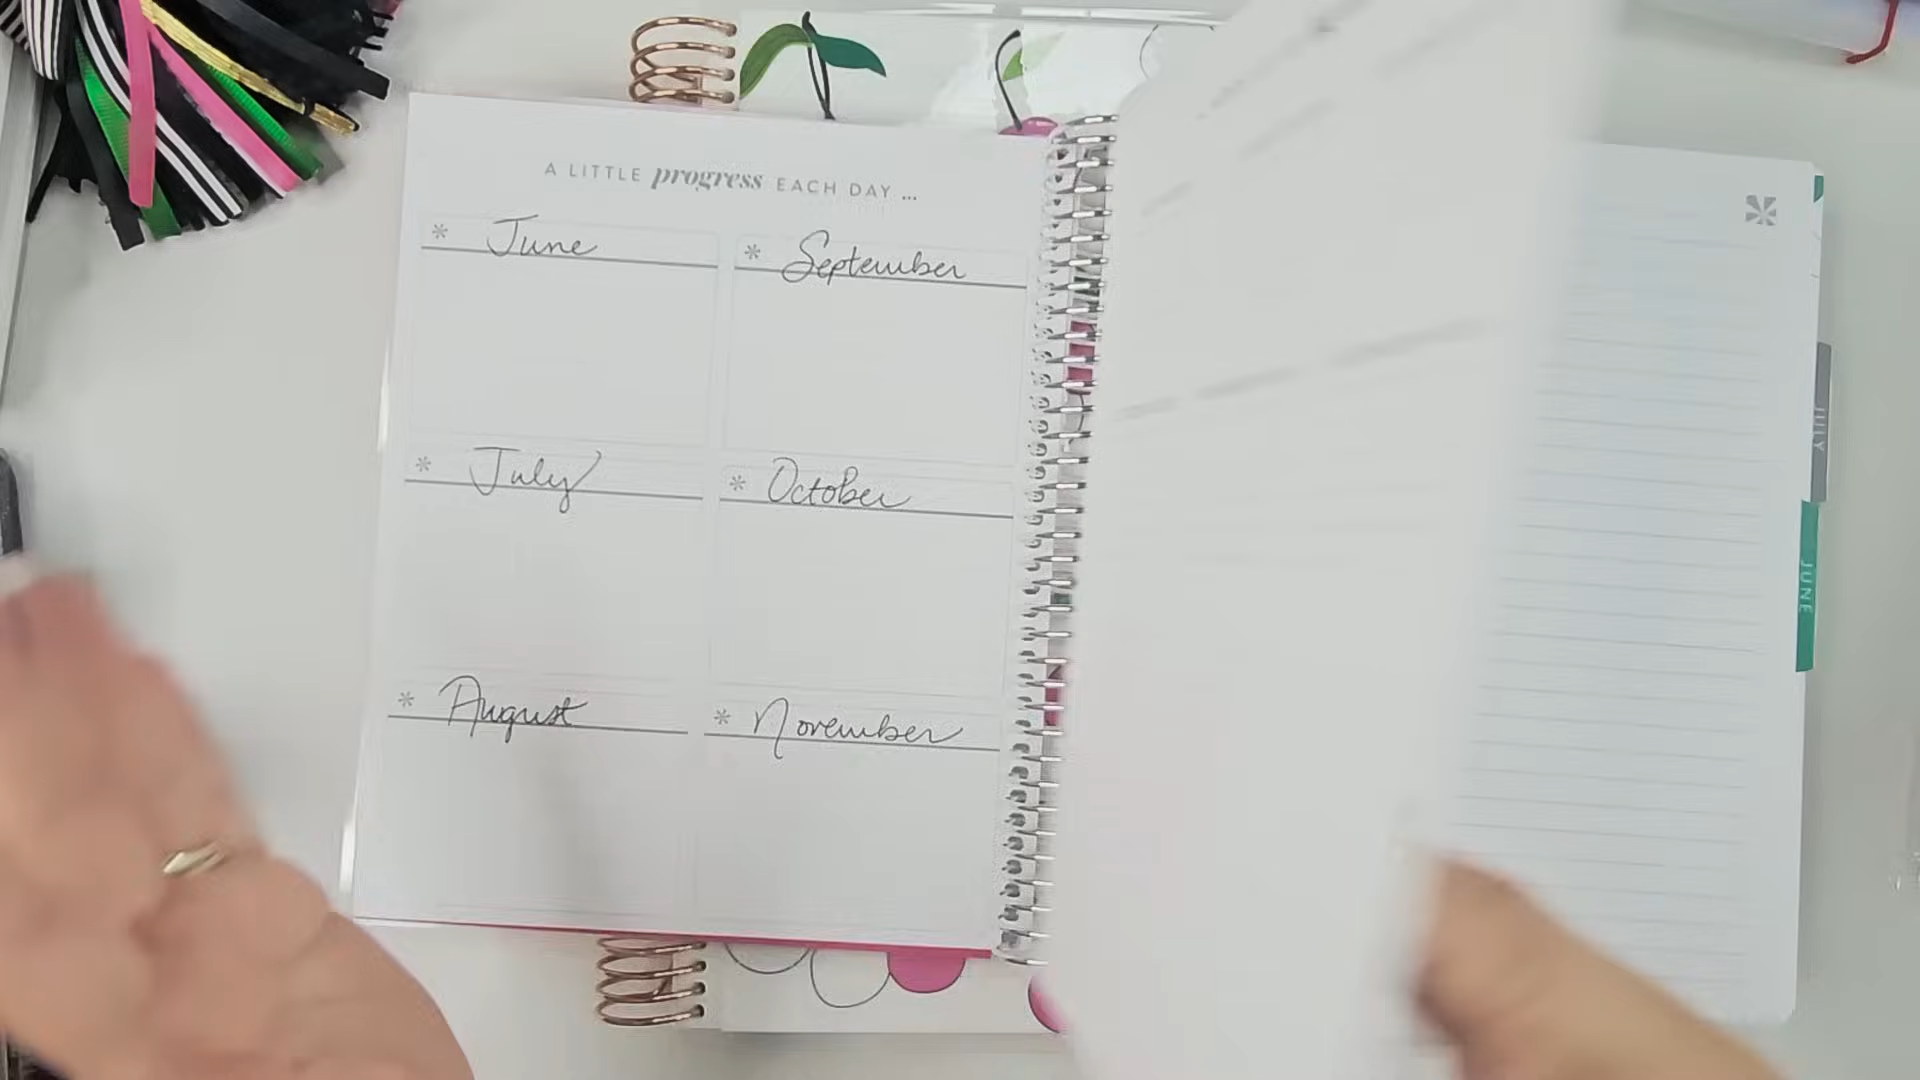 A LITTLE progress EACH DAY ...
* June
* September
* July
* October
* August
* November
JULY
JUNE